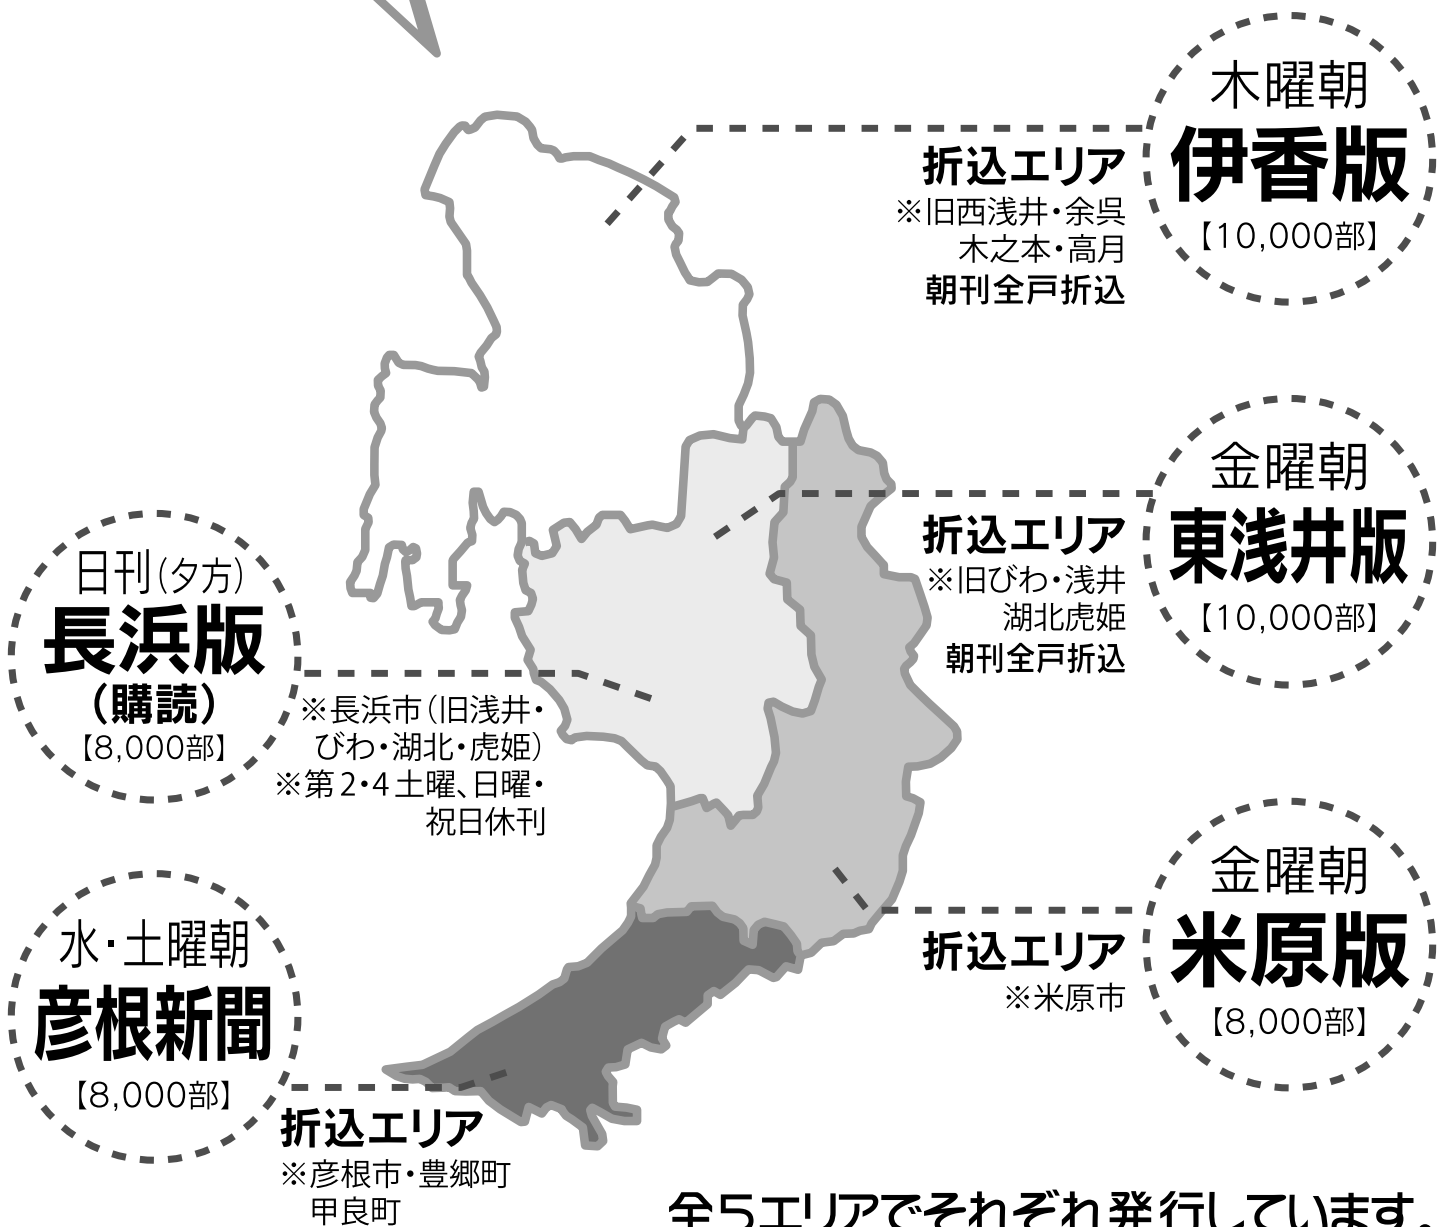 木曜朝
伊香版
【10,000部】
折込エリア
※旧西浅井・余呉
木之本・高月
朝刊全戸折込
金曜朝
東浅井版
【10,000部】
折込エリア
※旧びわ・浅井
湖北虎姫
朝刊全戸折込
日刊（夕方）
長浜版
（購読）
【8,000部】
※長浜市（旧浅井・
びわ・湖北・虎姫）
※第2・4土曜、日曜・
祝日休刊
金曜朝
米原版
【8,000部】
折込エリア
※米原市
水・土曜朝
彦根新聞
【8,000部】
折込エリア
※彦根市・豊郷町
甲良町
全5エリアでそれぞれ発行しています。